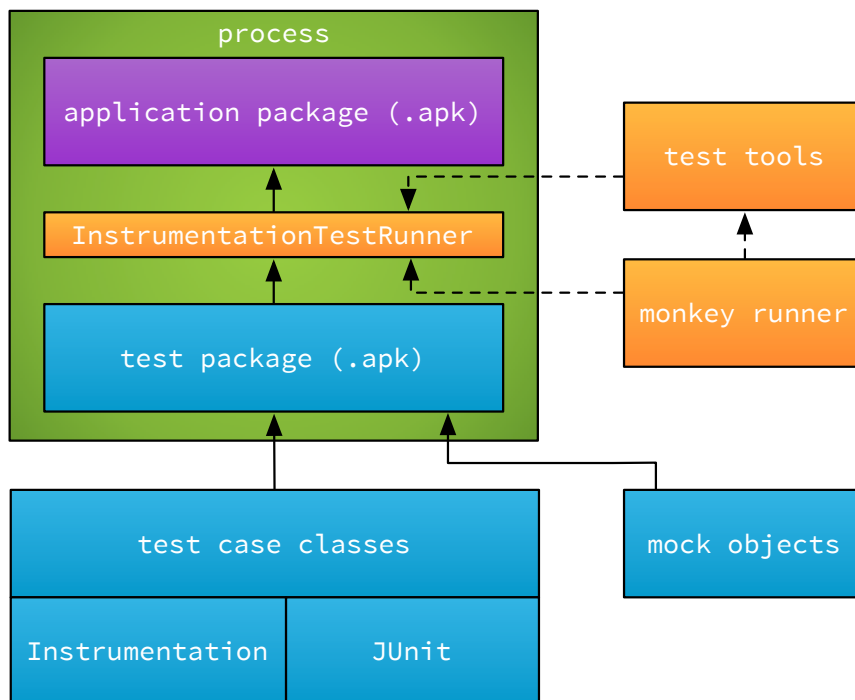 process
application package (.apk)
test tools
InstrumentationTestRunner
monkey runner
test package (.apk)
test case classes
mock objects
Instrumentation
JUnit